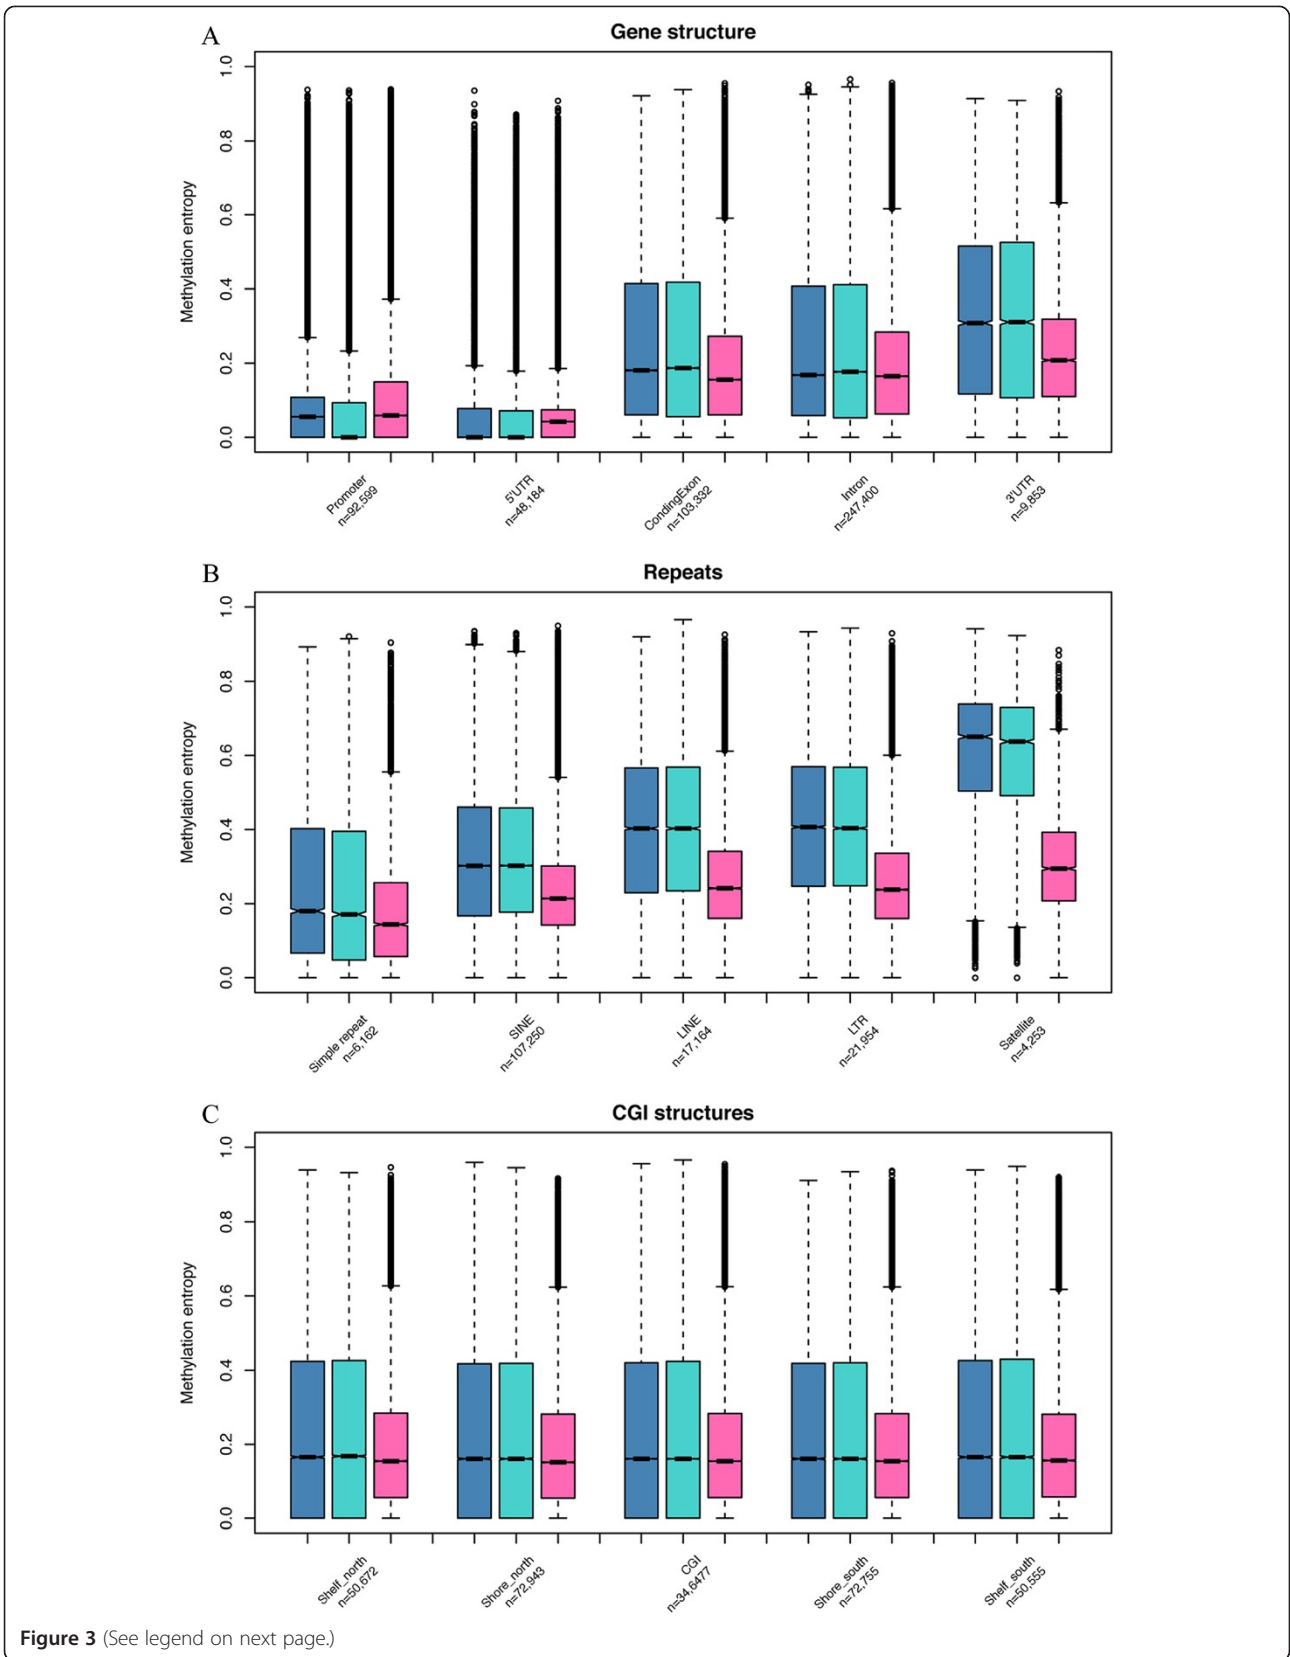 A
Gene structure
Methylation entropy
0.0
0.2
0.4
0.6
0.8
1.0
Promoter
n=92,599
5'UTR
n=48,184
CondingExon
n=103,332
Intron
n=247,400
3'UTR
n=9,853
B
Repeats
Methylation entropy
0.0
0.2
0.4
0.6
0.8
1.0
Simple repeat
n=6,162
SINE
n=107,250
LINE
n=17,164
LTR
n=21,954
Satellite
n=4,253
C
CGI structures
Methylation entropy
0.0
0.2
0.4
0.6
0.8
1.0
Shelf_north
n=50,672
Shore_north
n=72,943
CGI
n=34,6477
Shore_south
n=72,755
Shelf_south
n=50,555
Figure 3 (See legend on next page.)